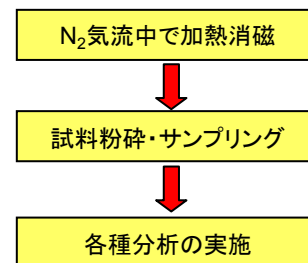 N₂気流中で加熱消磁
試料粉砕・サンプリング
各種分析の実施